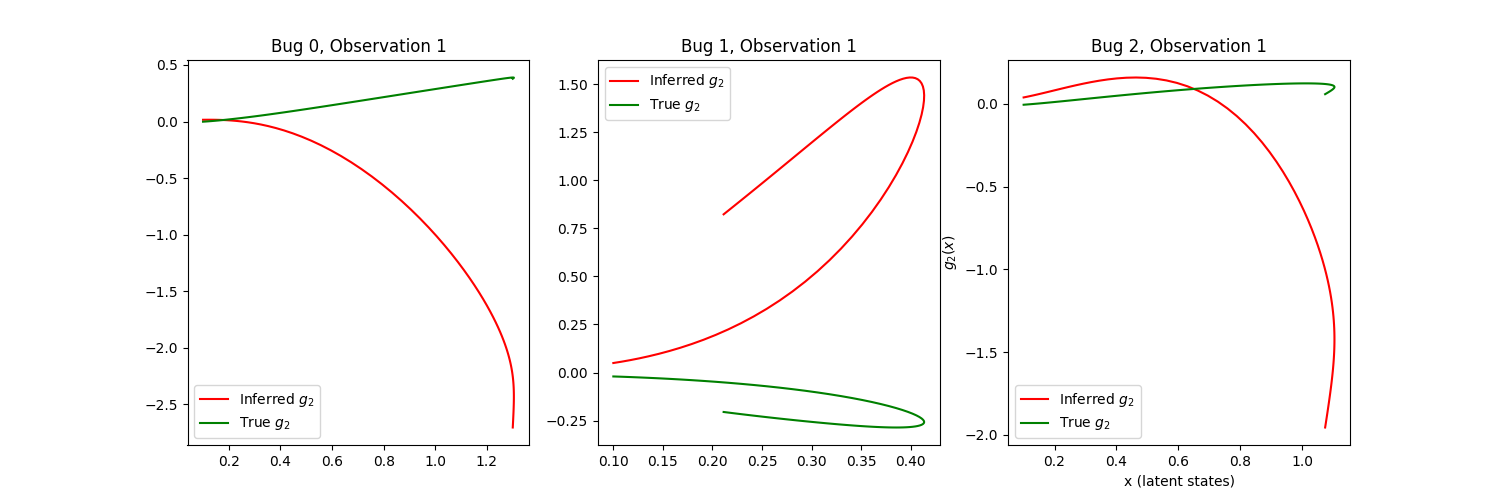 Bug 0, Observation 1
0.5
0.0
−0.5
−1.0
−1.5
−2.0
−2.5
Inferred g₂
True g₂
0.2 0.4 0.6 0.8 1.0 1.2
Bug 1, Observation 1
Inferred g₂
True g₂
1.50
1.25
1.00
0.75
0.50
0.25
0.00
−0.25
0.10 0.15 0.20 0.25 0.30 0.35 0.40
Bug 2, Observation 1
g₂(x)
0.0
−0.5
−1.0
−1.5
−2.0
Inferred g₂
True g₂
0.2 0.4 0.6 0.8 1.0
x (latent states)